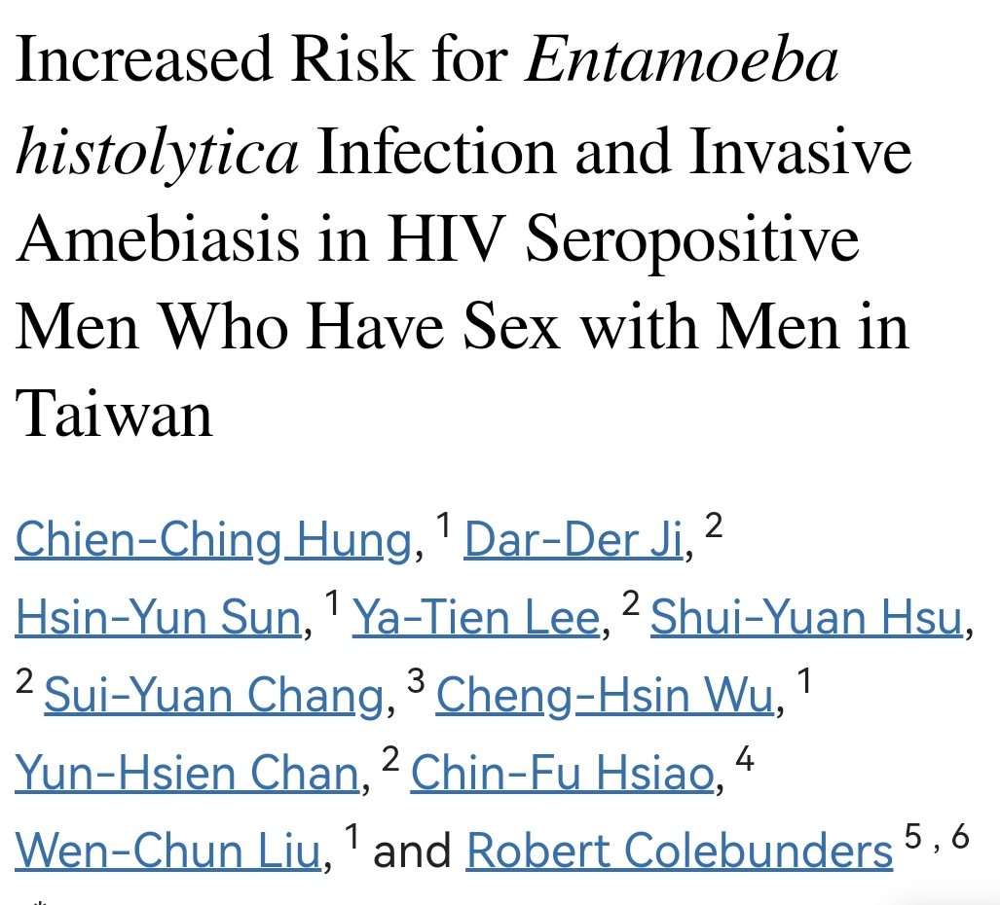 Increased Risk for Entamoeba
histolytica Infection and Invasive
Amebiasis in HIV Seropositive
Men Who Have Sex with Men in
Taiwan
Chien-Ching Hung, 1 Dar-Der Ji, 2
Hsin-Yun Sun, 1 Ya-Tien Lee, 2 Shui-Yuan Hsu,
2 Sui-Yuan Chang, 3 Cheng-Hsin Wu, 1
Yun-Hsien Chan, 2 Chin-Fu Hsiao, 4
Wen-Chun Liu, 1 and Robert Colebunders 5 , 6
*